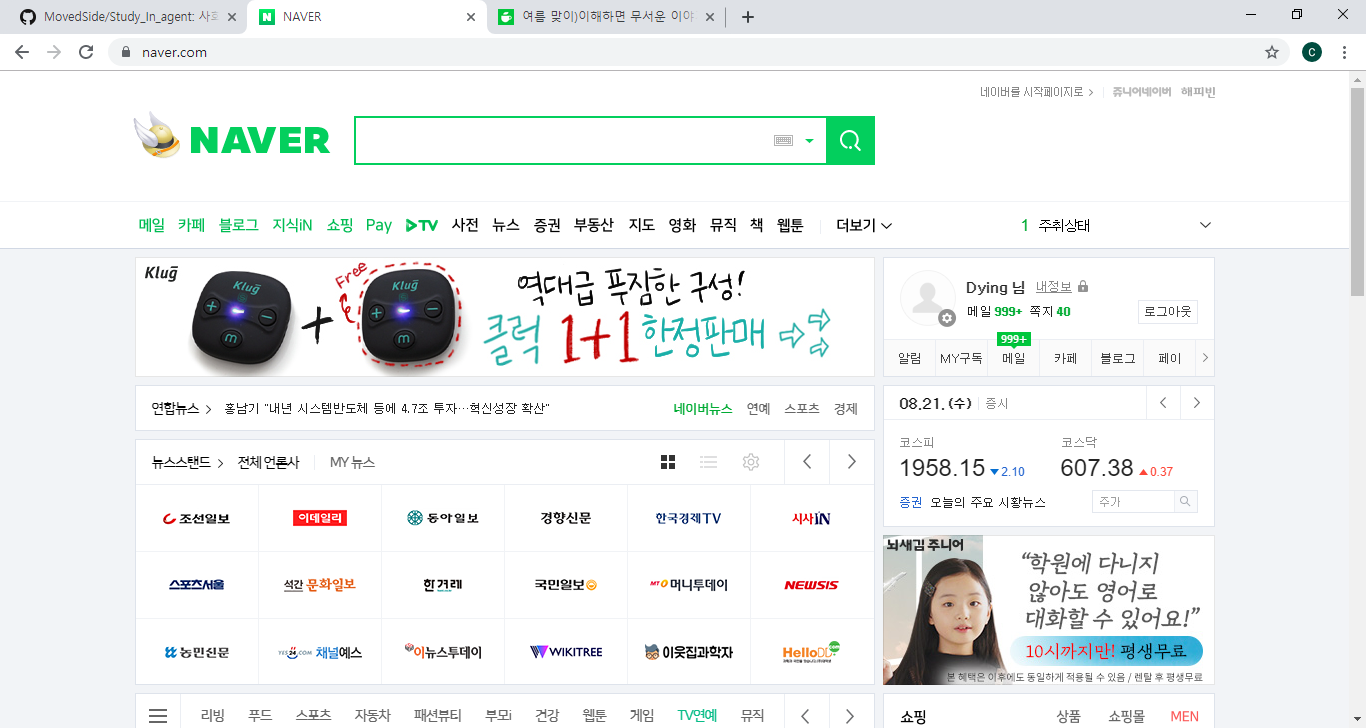 MovedSide/Study_In_agent: 사회
NAVER
여름 맞이)이해하면 무서운 이야
naver.com
C
네이버를 시작페이지로
쥬니어네이버 해피빈
NAVER
메일 카페 블로그 지식iN 쇼핑 Pay TV 사전 뉴스 증권 부동산 지도 영화 뮤직 책 웹툰 더보기
1 주취상태
Klug
Klug
m
+
Free
Klug
m
역대급 푸짐한 구성!
클럭 1+1 한정판매
Dying 님 내정보
메일 999+ 쪽지 40
로그아웃
999+
알림 MY구독 메일 카페 블로그 페이
연합뉴스 홍남기 "내년 시스템반도체 등에 4.7조 투자…혁신성장 확산"
네이버뉴스 연예 스포츠 경제
08.21. (수) 증시
코스피 코스닥
1958.15 2.10 607.38 0.37
증권 오늘의 주요 시황뉴스 주가
뉴스스탠드 전체 언론사 MY 뉴스
조선일보 이데일리 동아일보 경향신문 한국경제TV 시사IN
스포츠서울 석간 문화일보 한겨레 국민일보 MT 머니투데이 NEWSIS
농민신문 YES24.COM 채널예스 이뉴스투데이 WIKITREE 이웃집과학자 HelloDD.com
뇌새김 주니어
“학원에 다니지
않아도 영어로
대화할 수 있어요!”
10시까지만! 평생무료
본 혜택은 이후에도 동일하게 적용될 수 있음 / 렌탈 후 평생무료
리빙 푸드 스포츠 자동차 패션뷰티 부모i 건강 웹툰 게임 TV연예 뮤직
쇼핑 상품 쇼핑몰 MEN